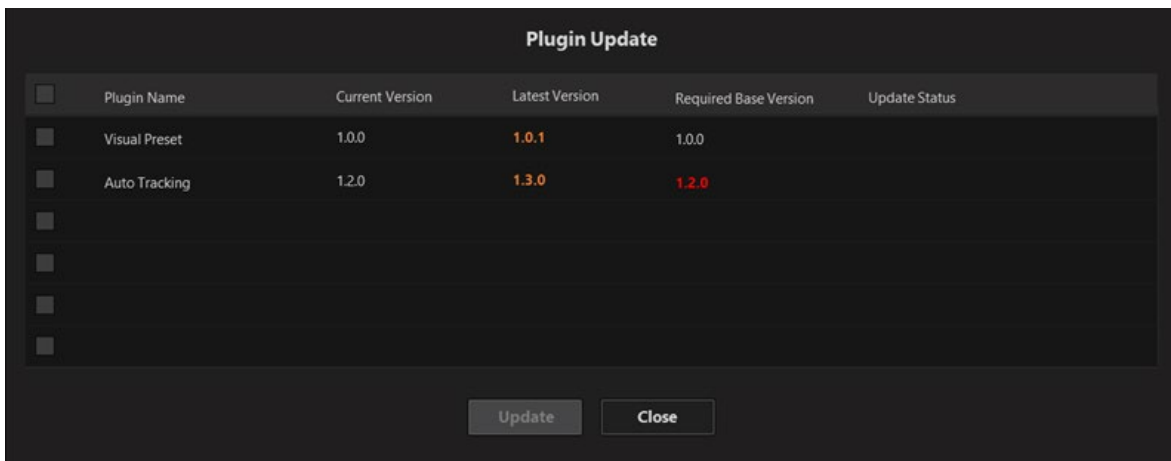 Plugin Update
Plugin Name Current Version Latest Version Required Base Version Update Status
Visual Preset 1.0.0 1.0.1 1.0.0
Auto Tracking 1.2.0 1.3.0 1.2.0
Update Close